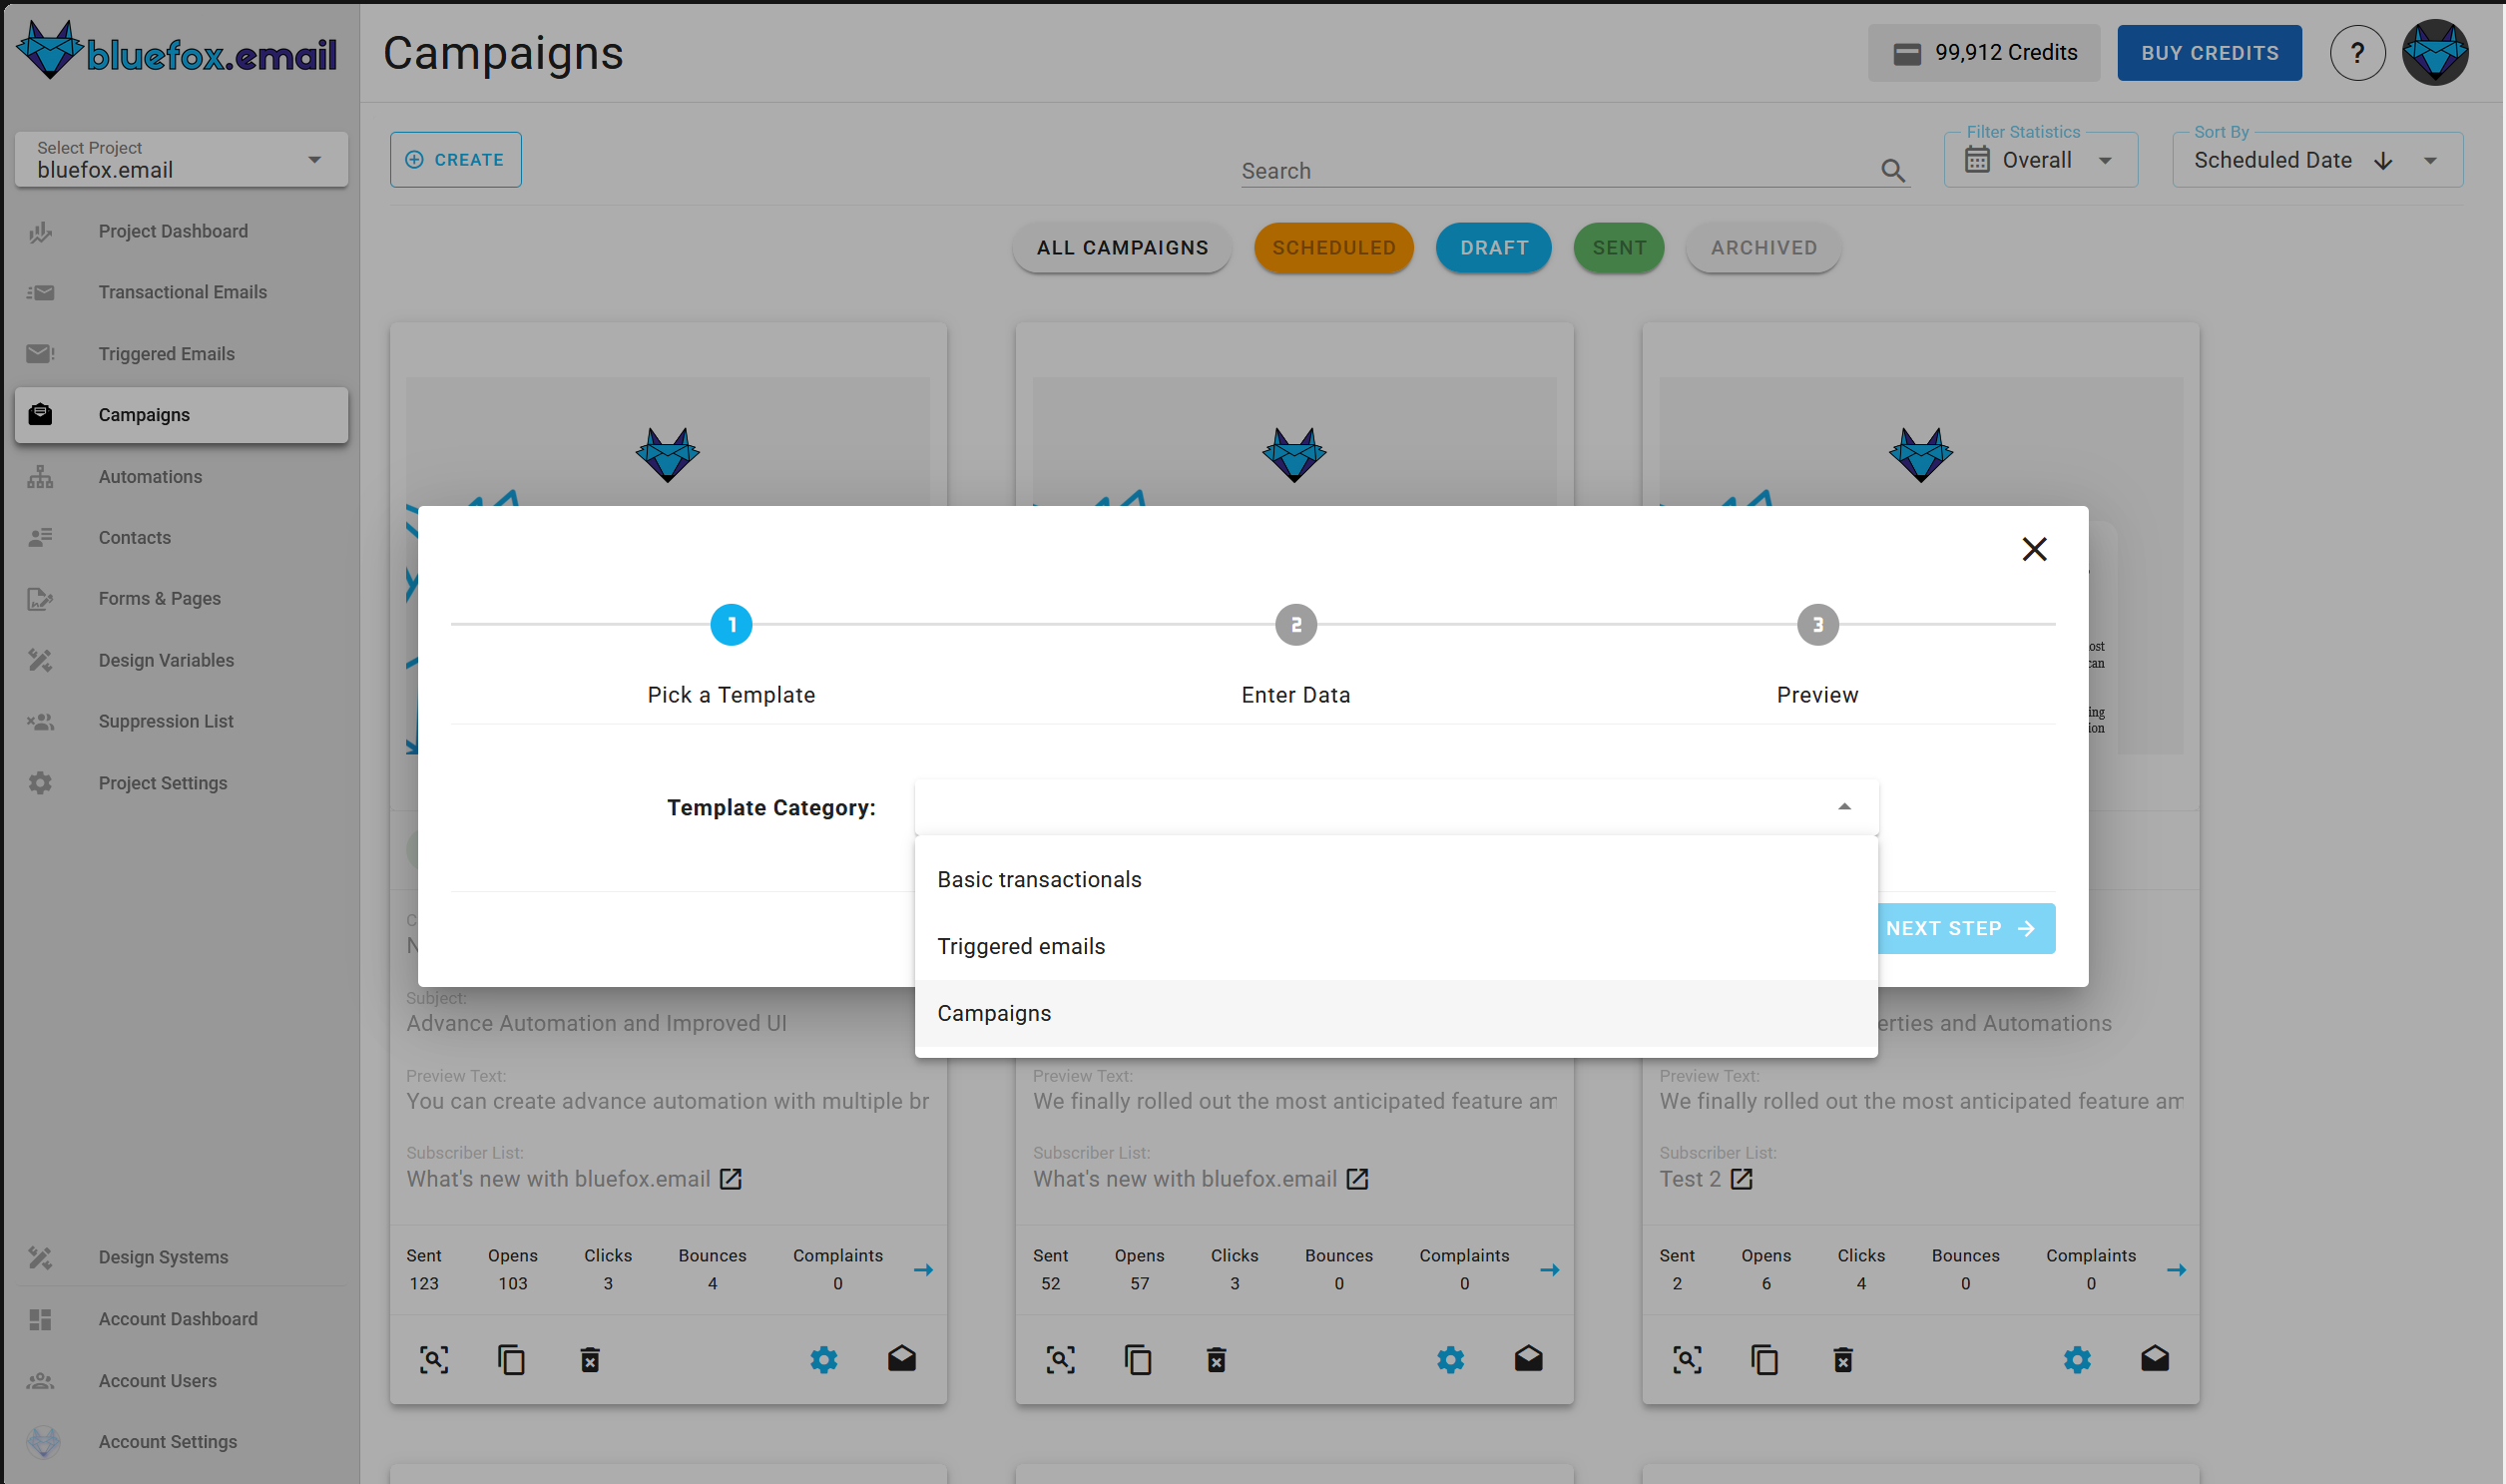 bluefox.email
Campaigns
99,912 Credits
BUY CREDITS
?
Select Project
bluefox.email
Project Dashboard
Transactional Emails
Triggered Emails
Campaigns
Automations
Contacts
Forms & Pages
Design Variables
Suppression List
Project Settings
Design Systems
Account Dashboard
Account Users
Account Settings
CREATE
Search
Filter Statistics
Overall
Sort By
Scheduled Date
ALL CAMPAIGNS
SCHEDULED
DRAFT
SENT
ARCHIVED
1
2
3
Pick a Template
Enter Data
Preview
Template Category:
Basic transactionals
Triggered emails
Campaigns
NEXT STEP
ost
can
ing
ion
C
N
Subject:
Advance Automation and Improved UI
Preview Text:
You can create advance automation with multiple br
Subscriber List:
What's new with bluefox.email
Sent Opens Clicks Bounces Complaints
123 103 3 4 0
Preview Text:
We finally rolled out the most anticipated feature am
Subscriber List:
What's new with bluefox.email
Sent Opens Clicks Bounces Complaints
52 57 3 0 0
erties and Automations
Preview Text:
We finally rolled out the most anticipated feature am
Subscriber List:
Test 2
Sent Opens Clicks Bounces Complaints
2 6 4 0 0